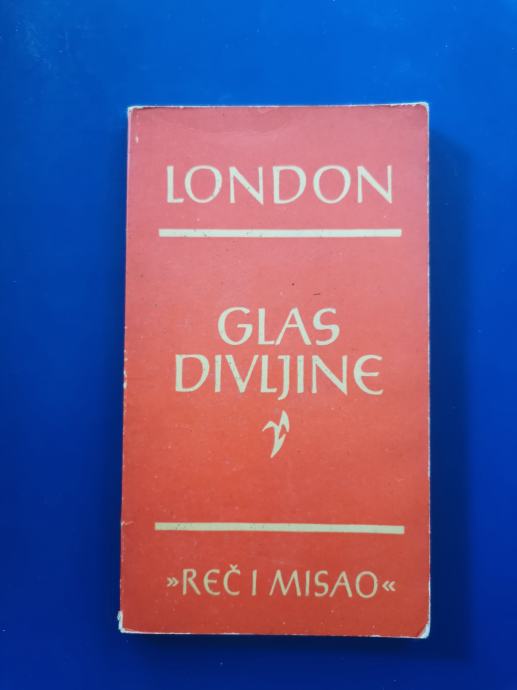 LONDON
GLAS
DIVLJINE
»REČ I MISAO«